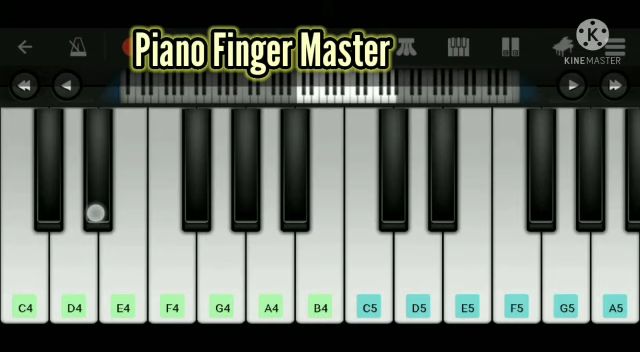 Piano Finger Master
K
KINEMASTER
C4 D4 E4 F4 G4 A4 B4 C5 D5 E5 F5 G5 A5